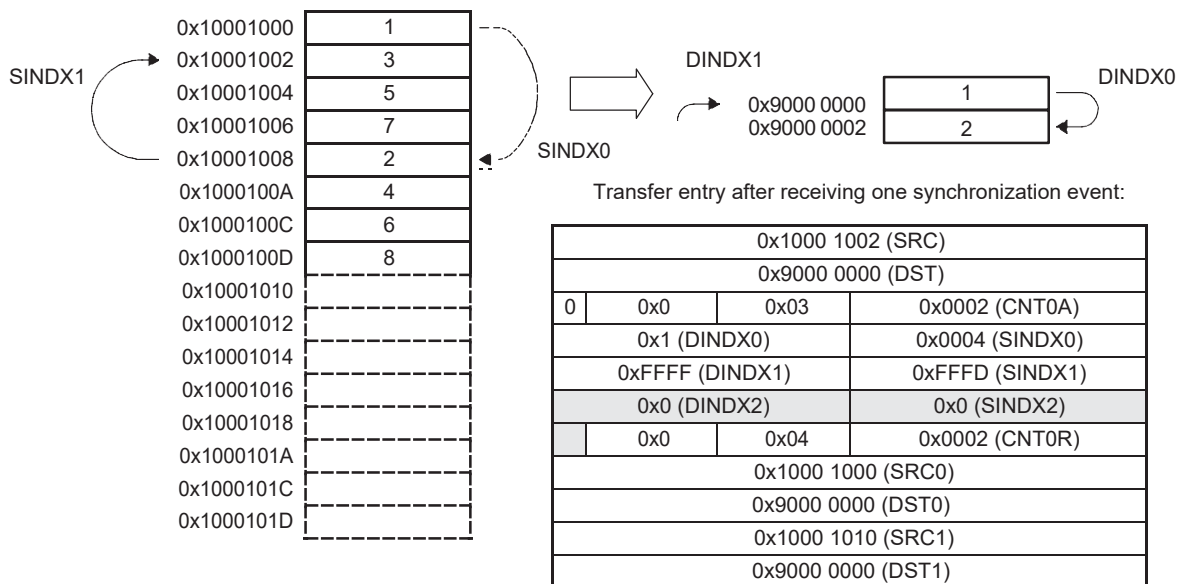 SINDX1
0x10001000 1
0x10001002 3
0x10001004 5
0x10001006 7
0x10001008 2
0x1000100A 4
0x1000100C 6
0x1000100D 8
0x10001010
0x10001012
0x10001014
0x10001016
0x10001018
0x1000101A
0x1000101C
0x1000101D
SINDX0
DINDX1
0x9000 0000 1
0x9000 0002 2
DINDX0
Transfer entry after receiving one synchronization event:
0x1000 1002 (SRC)
0x9000 0000 (DST)
0 0x0 0x03 0x0002 (CNT0A)
0x1 (DINDX0) 0x0004 (SINDX0)
0xFFFF (DINDX1) 0xFFFD (SINDX1)
0x0 (DINDX2) 0x0 (SINDX2)
0x0 0x04 0x0002 (CNT0R)
0x1000 1000 (SRC0)
0x9000 0000 (DST0)
0x1000 1010 (SRC1)
0x9000 0000 (DST1)